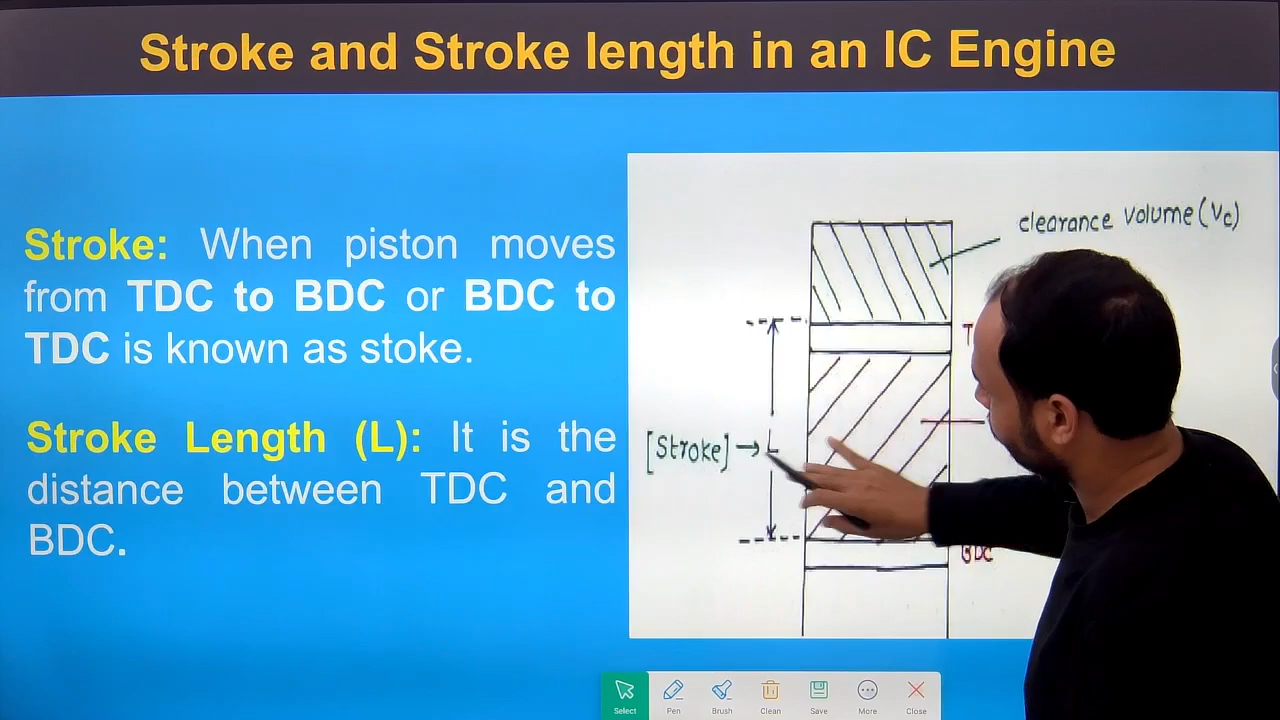 Stroke and Stroke length in an IC Engine
Stroke: When piston moves
from TDC to BDC or BDC to
TDC is known as stoke.
Stroke Length (L): It is the
distance between TDC and
BDC.
clearance volume (Vc)
[Stroke] → L
BDC
Select Pen Brush Clean Save More Close